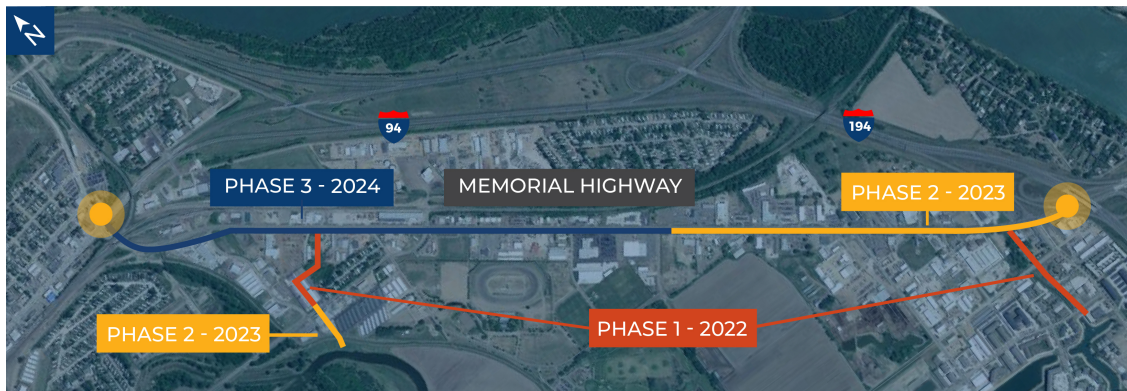 N
94
194
PHASE 3 - 2024
MEMORIAL HIGHWAY
PHASE 2 - 2023
PHASE 2 - 2023
PHASE 1 - 2022